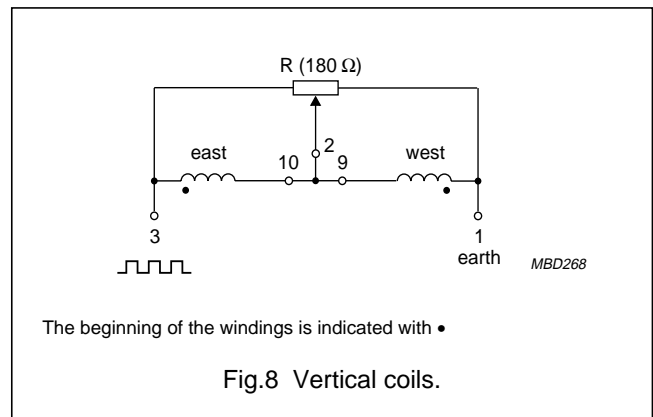 R (180 Ω)
2
east
10
9
west
3
1
earth
MBD268
The beginning of the windings is indicated with •
Fig.8 Vertical coils.